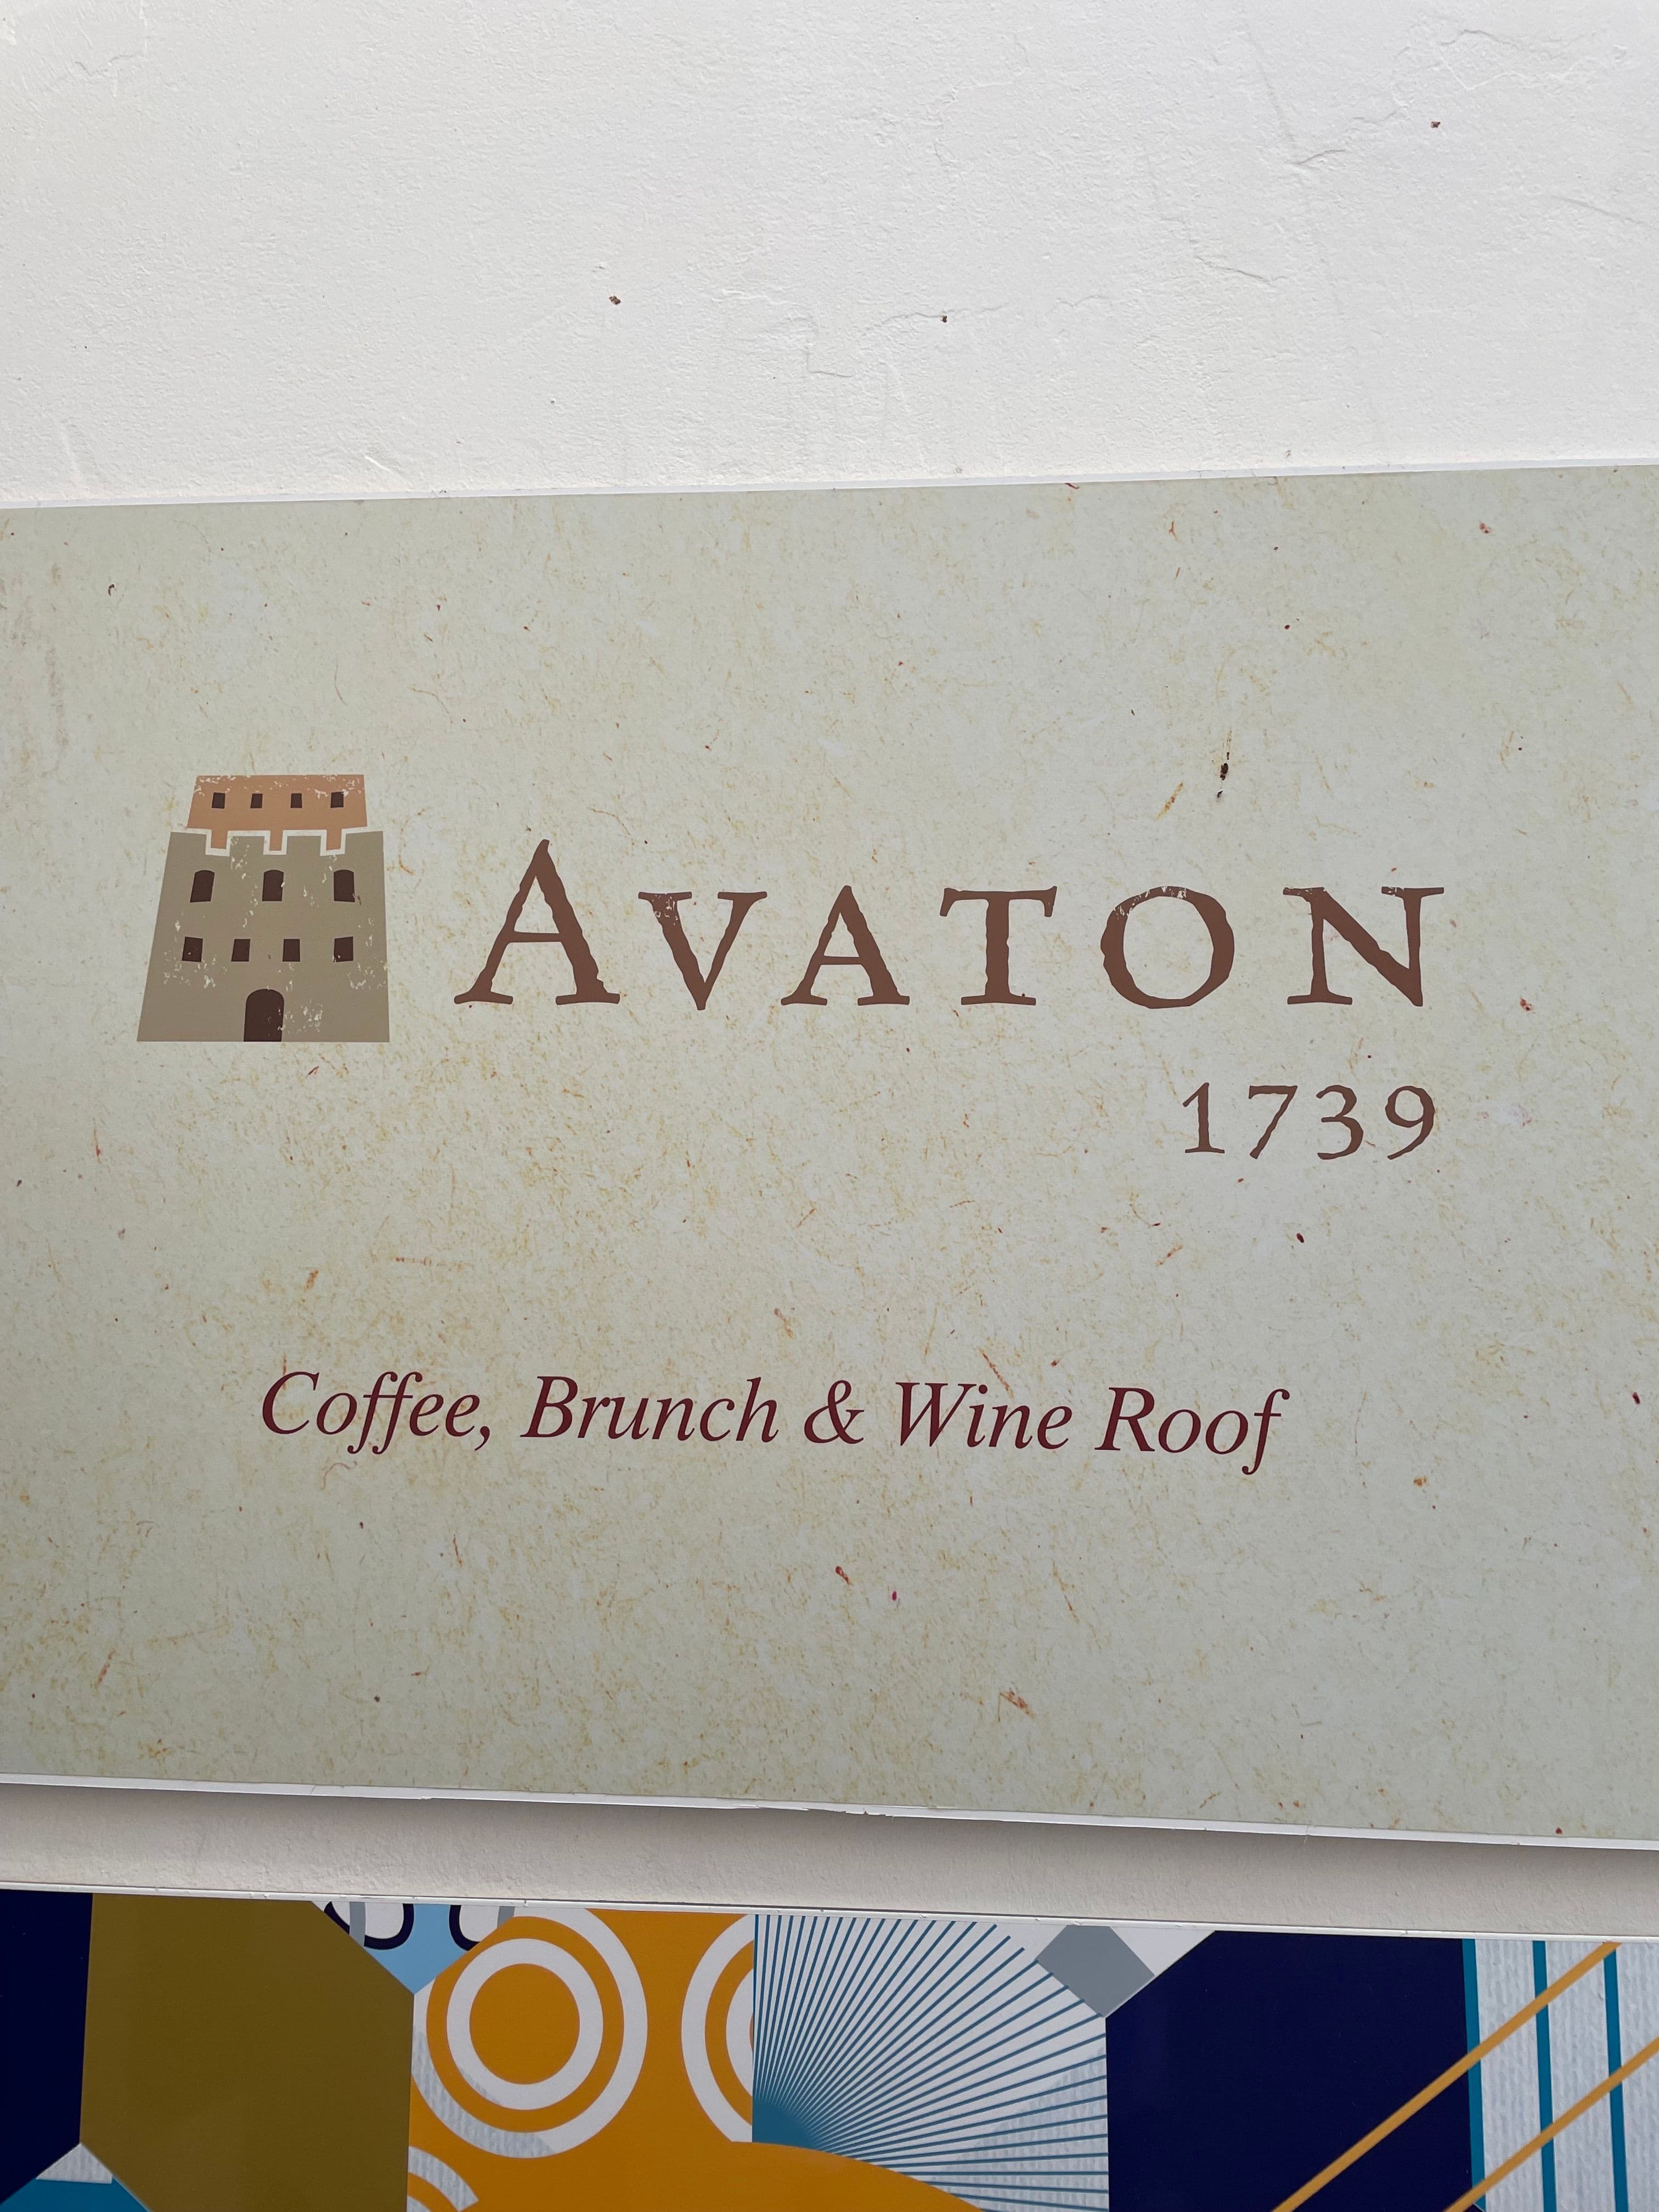 AVATON
1739
Coffee, Brunch & Wine Roof